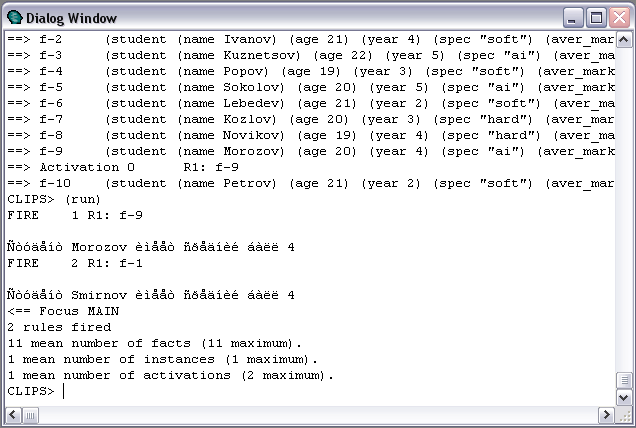 Dialog Window
==> f-2 (student (name Ivanov) (age 21) (year 4) (spec "soft") (aver_mark
==> f-3 (student (name Kuznetsov) (age 22) (year 5) (spec "ai") (aver_mark
==> f-4 (student (name Popov) (age 19) (year 3) (spec "soft") (aver_mark
==> f-5 (student (name Sokolov) (age 20) (year 5) (spec "ai") (aver_mark
==> f-6 (student (name Lebedev) (age 21) (year 2) (spec "soft") (aver_mark
==> f-7 (student (name Kozlov) (age 20) (year 3) (spec "hard") (aver_mark
==> f-8 (student (name Novikov) (age 19) (year 4) (spec "hard") (aver_mark
==> f-9 (student (name Morozov) (age 20) (year 4) (spec "ai") (aver_mark
==> Activation 0 R1: f-9
==> f-10 (student (name Petrov) (age 21) (year 2) (spec "soft") (aver_mar
CLIPS> (run)
FIRE 1 R1: f-9
Ñòóäåíò Morozov èìååò ñðåäíèé áàëë 4
FIRE 2 R1: f-1
Ñòóäåíò Smirnov èìååò ñðåäíèé áàëë 4
<== Focus MAIN
2 rules fired
11 mean number of facts (11 maximum).
1 mean number of instances (1 maximum).
1 mean number of activations (2 maximum).
CLIPS>